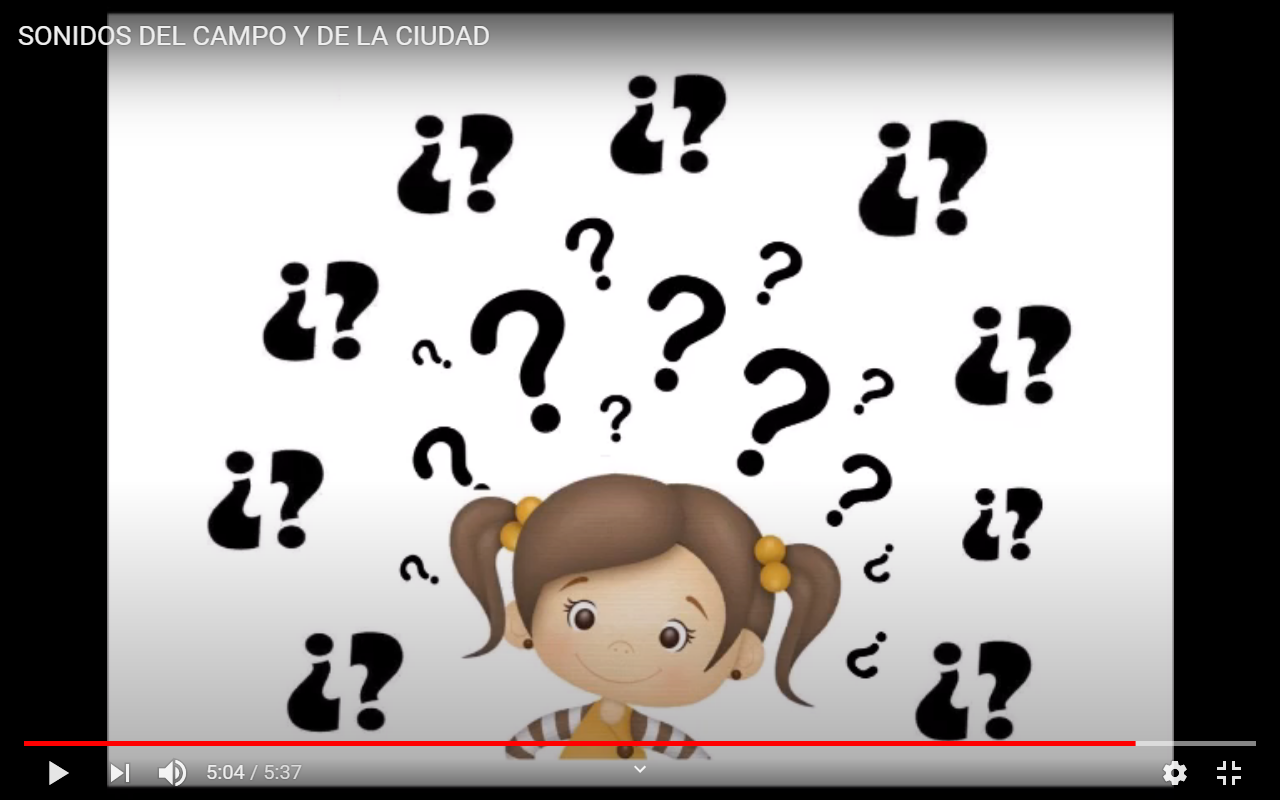 SONIDOS DEL CAMPO Y DE LA CIUDAD
¿? ¿? ¿?
? ?
¿? ? ? ? ¿?
? ? ?
¿? ? ? ¿?
? ¿
¿? ¿ ¿?
5:04 / 5:37